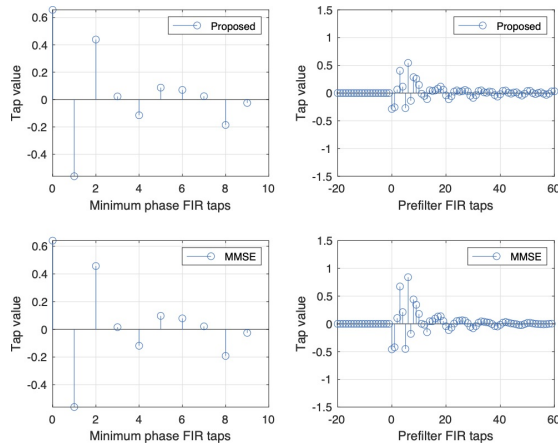 Proposed
Tap value
0.6
0.4
0.2
0
-0.2
-0.4
0 2 4 6 8 10
Minimum phase FIR taps
Proposed
Tap value
1.5
1
0.5
0
-0.5
-1
-1.5
-20 0 20 40 60
Prefilter FIR taps
MMSE
Tap value
0.6
0.4
0.2
0
-0.2
-0.4
0 2 4 6 8 10
Minimum phase FIR taps
MMSE
Tap value
1.5
1
0.5
0
-0.5
-1
-1.5
-20 0 20 40 60
Prefilter FIR taps